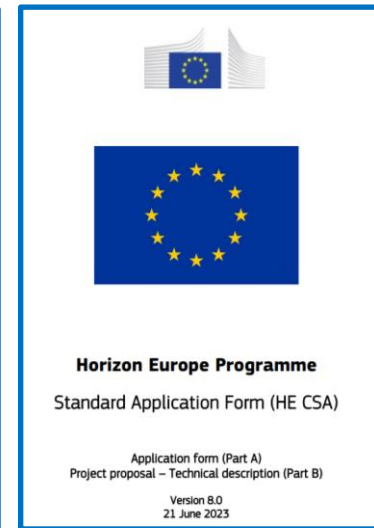 Horizon Europe Programme
Standard Application Form (HE CSA)
Application form (Part A)
Project proposal – Technical description (Part B)
Version 8.0
21 June 2023